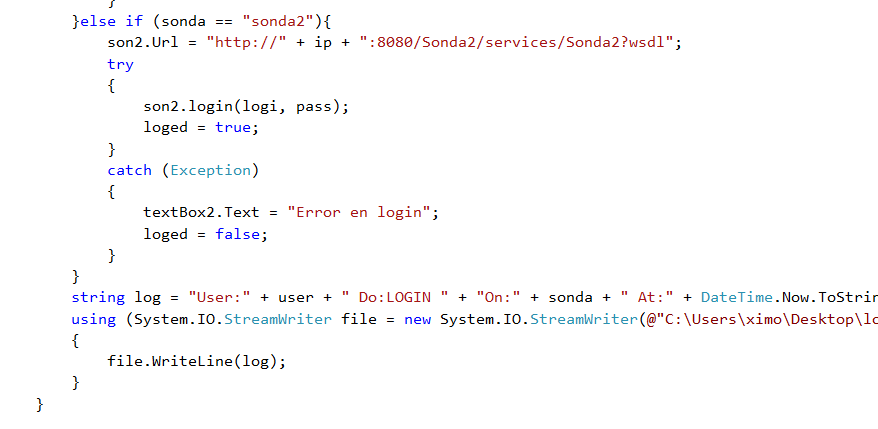 }
}else if (sonda == "sonda2"){
son2.Url = "http://" + ip + ":8080/Sonda2/services/Sonda2?wsdl";
try
{
son2.login(logi, pass);
loged = true;
}
catch (Exception)
{
textBox2.Text = "Error en login";
loged = false;
}
}
string log = "User:" + user + " Do:LOGIN " + "On:" + sonda + " At:" + DateTime.Now.ToStrin
using (System.IO.StreamWriter file = new System.IO.StreamWriter(@"C:\Users\ximo\Desktop\lo
{
file.WriteLine(log);
}
}